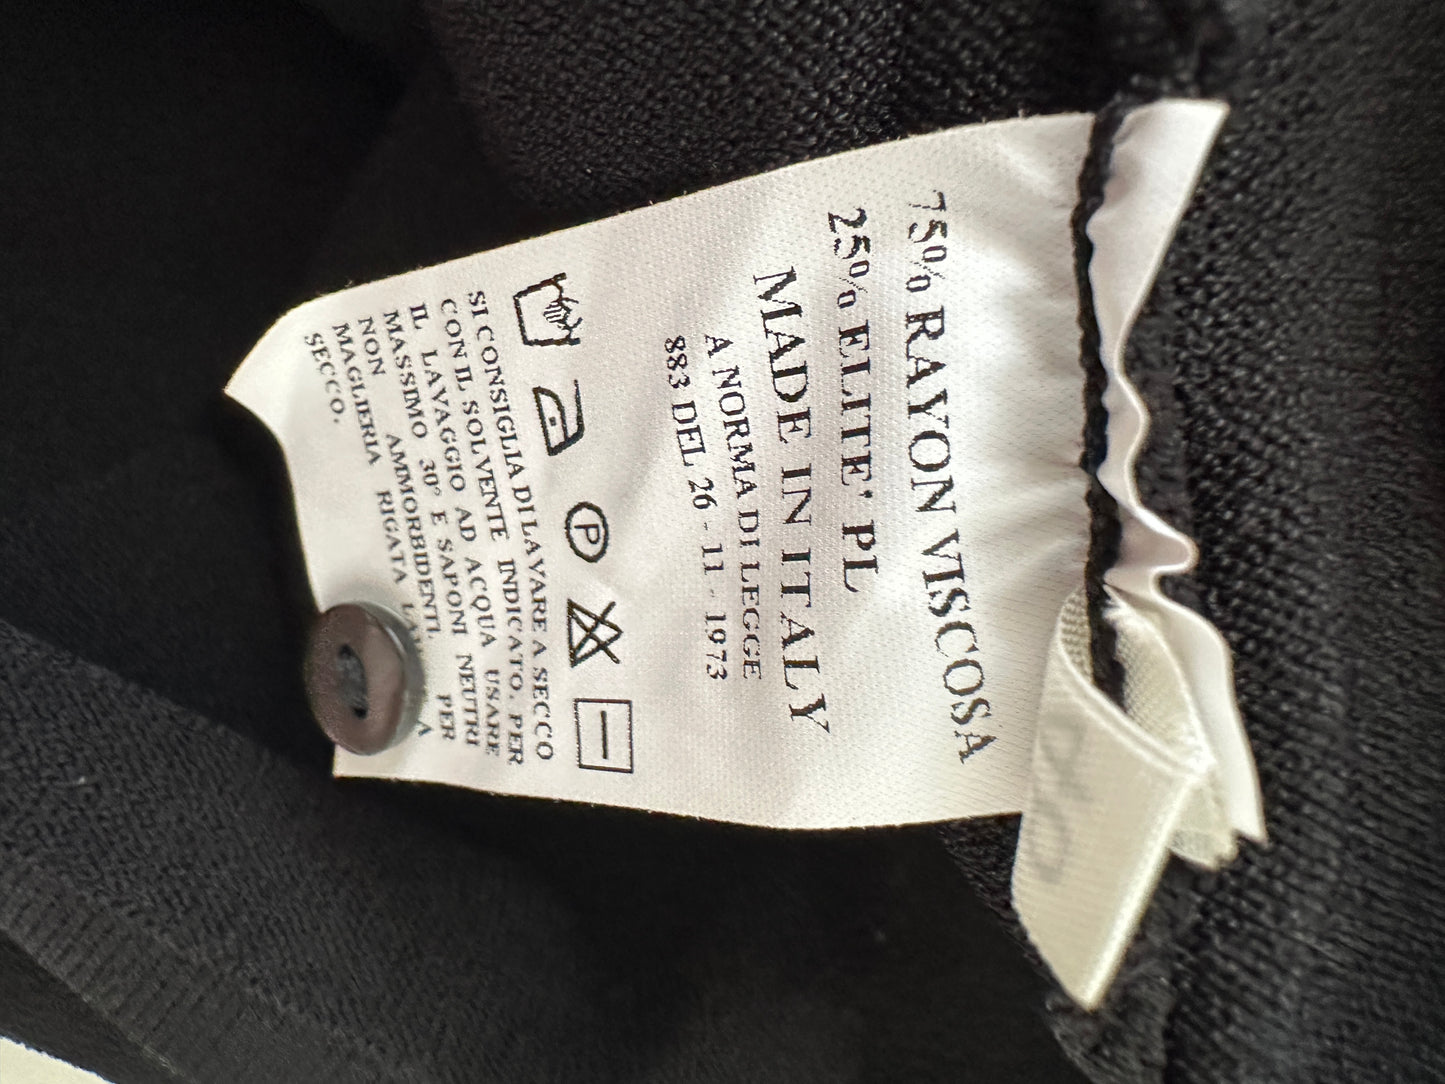 75% RAYON VISCOSA
25% ELITE' PL
MADE IN ITALY
A NORMA DI LEGGE
883 DEL 26 - 11 - 1973
P
SI CONSIGLIA DI LAVARE A SECCO
CON IL SOLVENTE INDICATO. PER
IL LAVAGGIO AD ACQUA USARE
MASSIMO 30° E SAPONI NEUTRI
NON AMMORBIDENTI. PER
MAGLIERIA RIGATA A
SECCO.